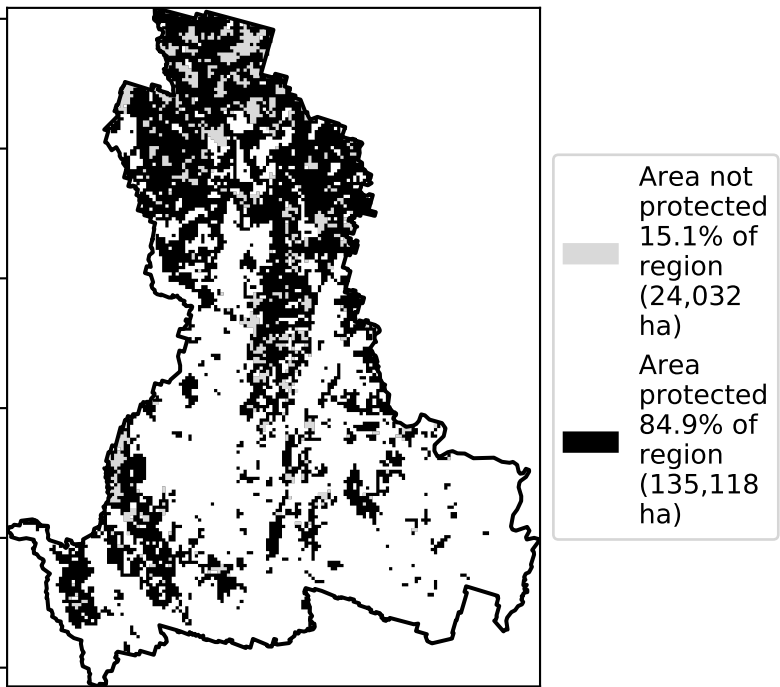 Area not
protected
15.1% of
region
(24,032
ha)
Area
protected
84.9% of
region
(135,118
ha)